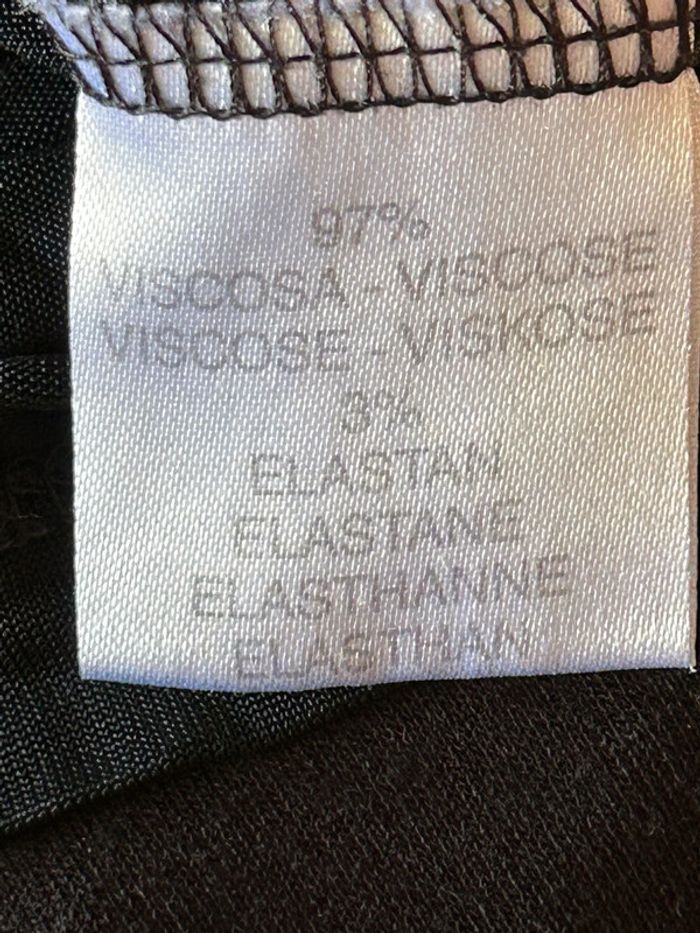 97%
VISCOSA - VISCOSE
VISCOSE - VISKOSE
3%
ELASTAN
ELASTANE
ELASTHANNE
ELASTHAN